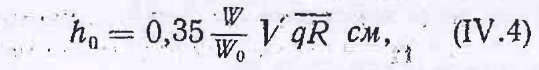 h₀ = 0,35 W/W₀ √qR см, (IV.4)